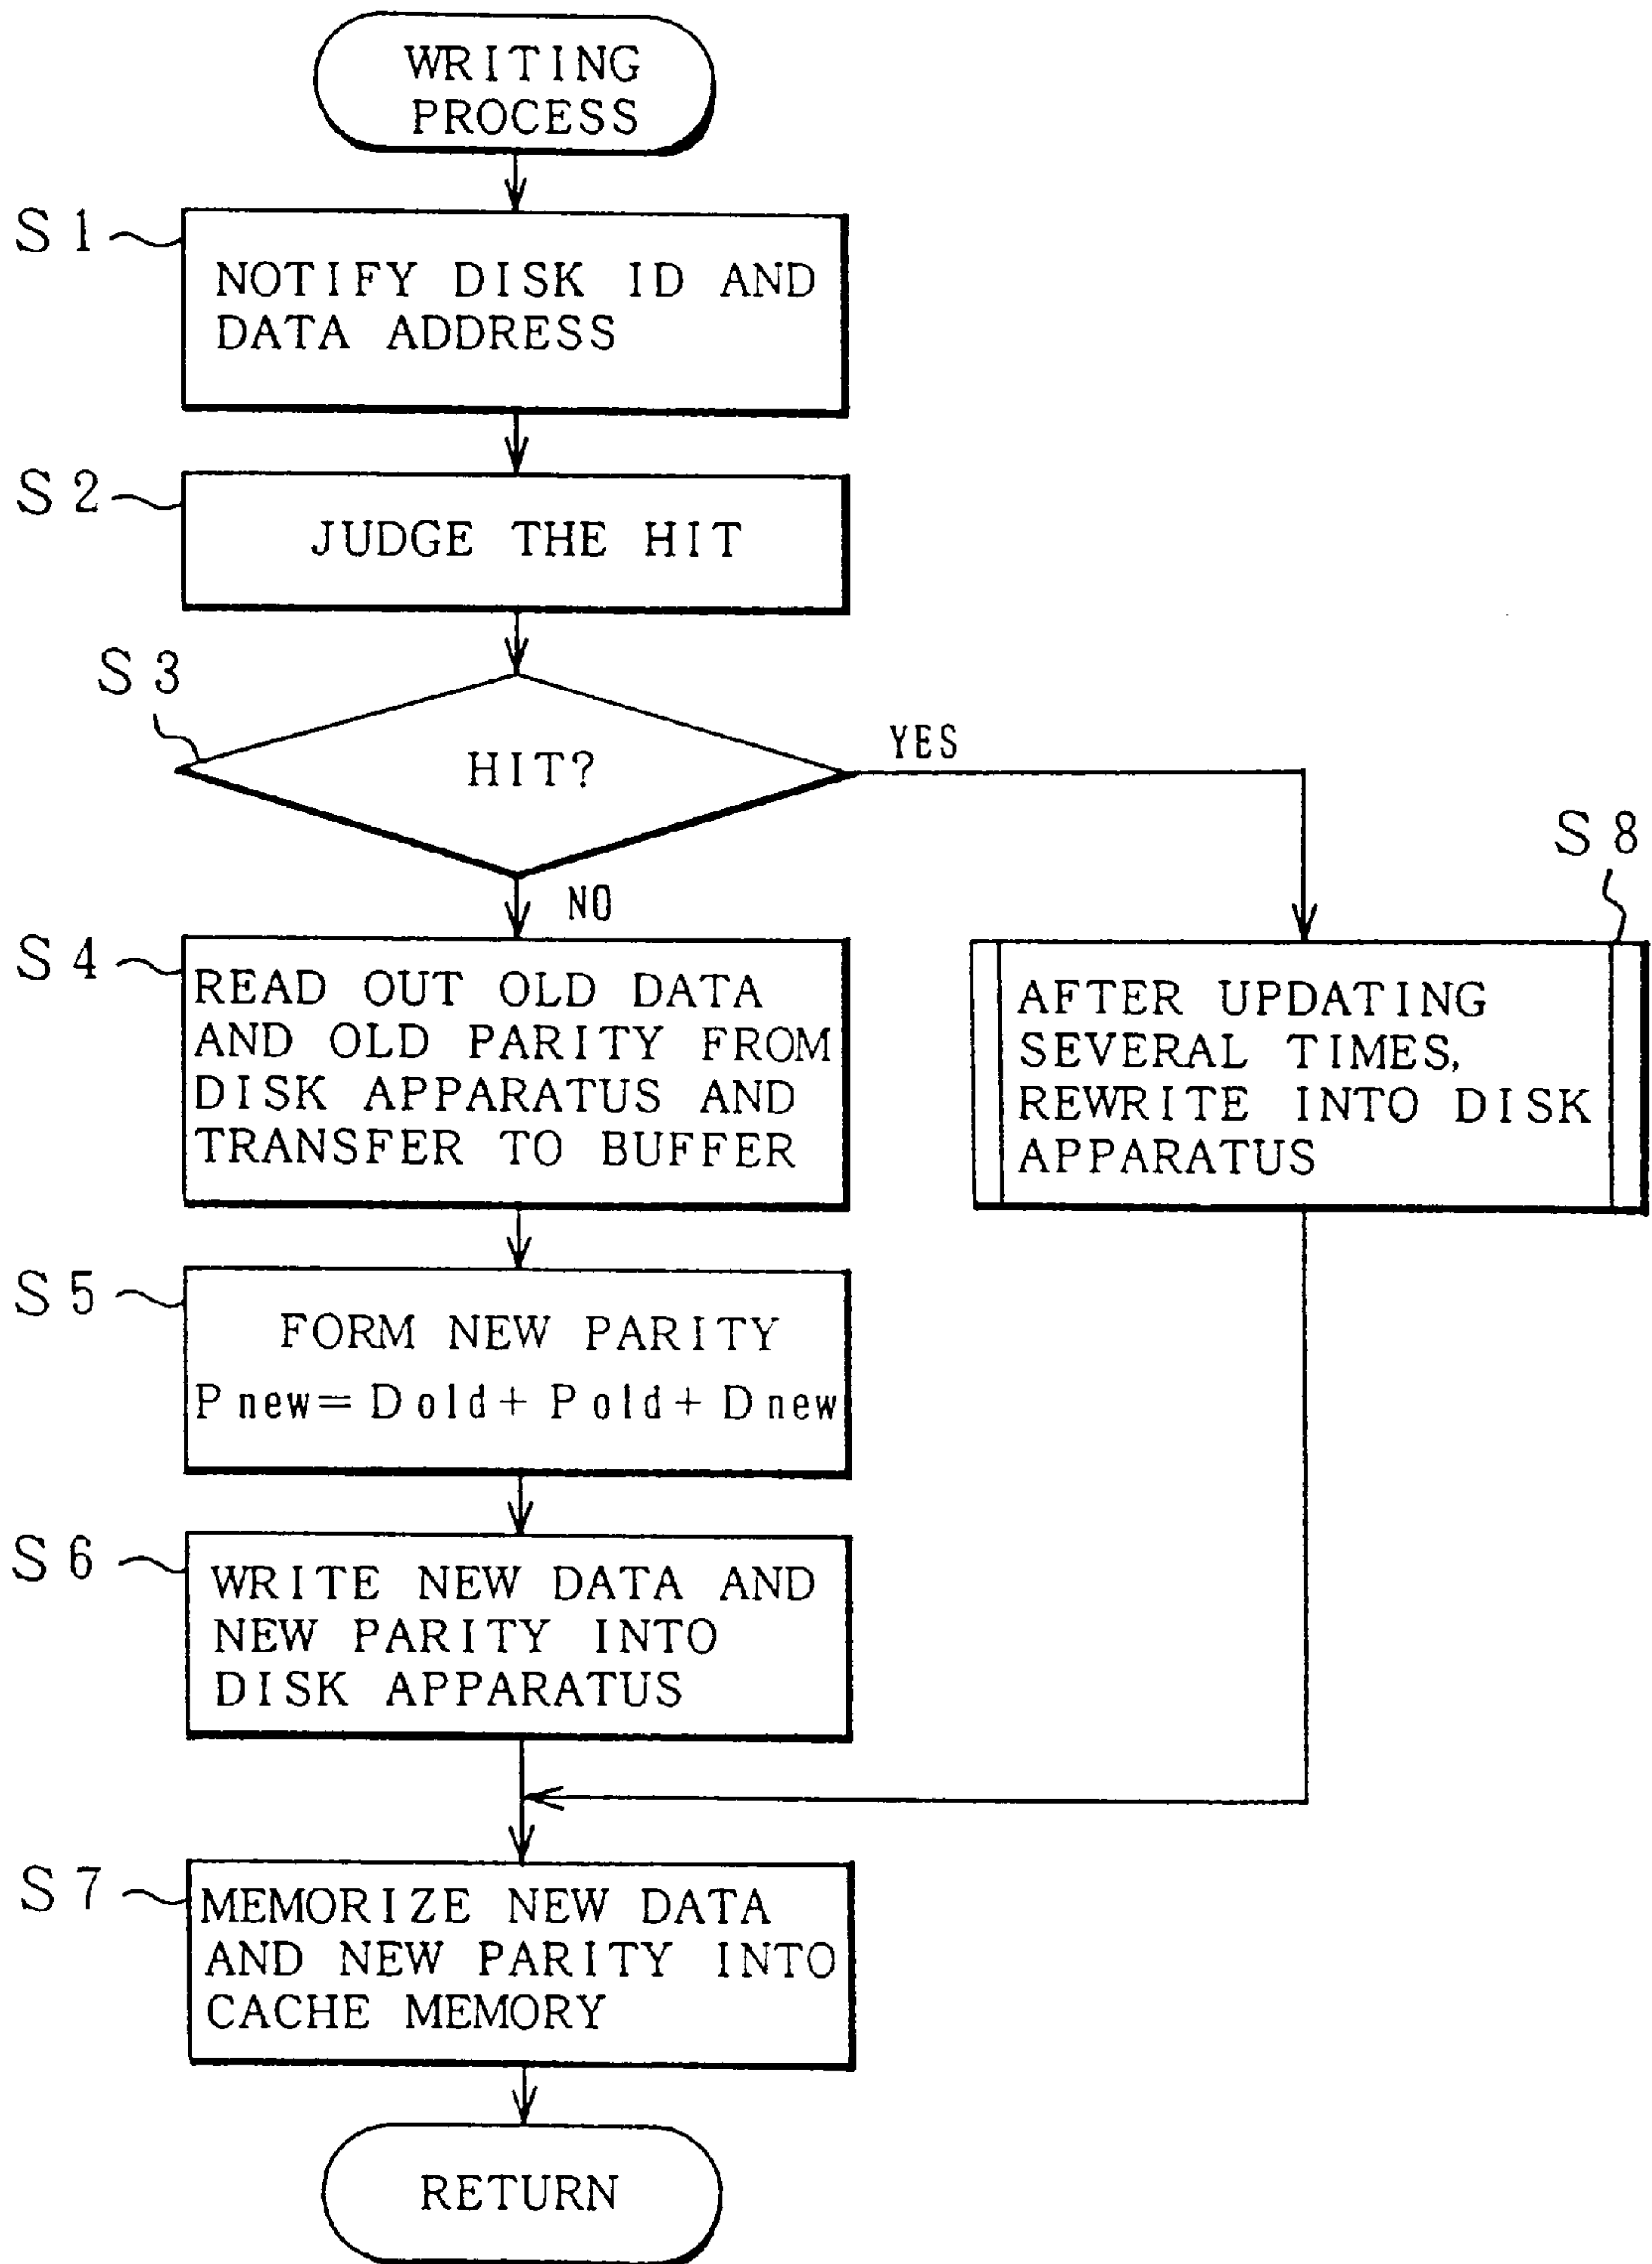 WRITING
PROCESS
S1
NOTIFY DISK ID AND
DATA ADDRESS
S2
JUDGE THE HIT
S3
HIT?
YES
NO
S4
READ OUT OLD DATA
AND OLD PARITY FROM
DISK APPARATUS AND
TRANSFER TO BUFFER
S8
AFTER UPDATING
SEVERAL TIMES,
REWRITE INTO DISK
APPARATUS
S5
FORM NEW PARITY
Pnew=Dold+Pold+Dnew
S6
WRITE NEW DATA AND
NEW PARITY INTO
DISK APPARATUS
S7
MEMORIZE NEW DATA
AND NEW PARITY INTO
CACHE MEMORY
RETURN